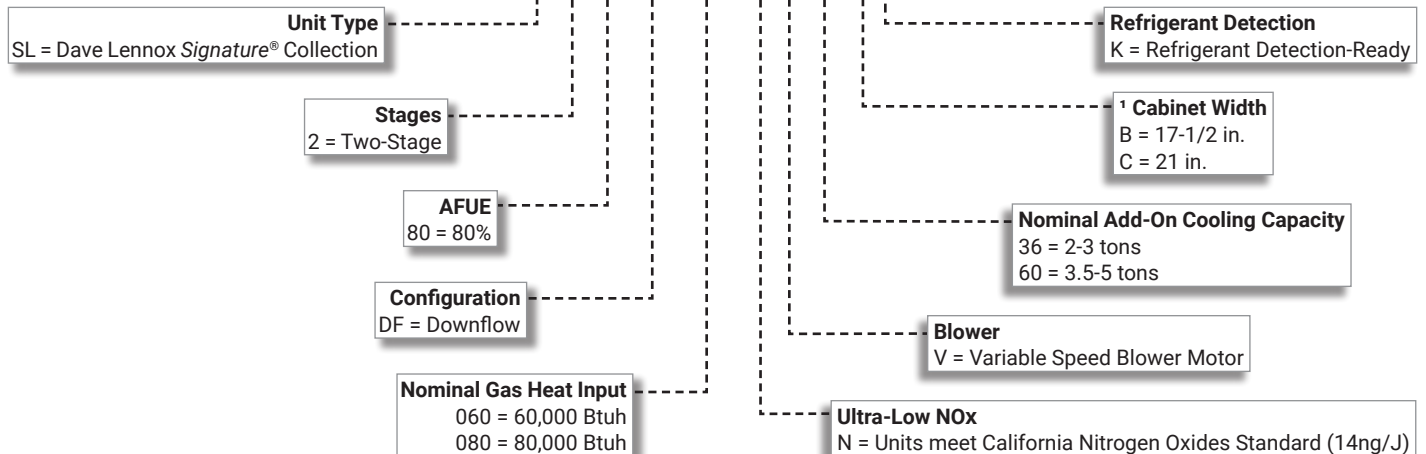 Unit Type
SL = Dave Lennox Signature® Collection
Stages
2 = Two-Stage
AFUE
80 = 80%
Configuration
DF = Downflow
Nominal Gas Heat Input
060 = 60,000 Btuh
080 = 80,000 Btuh
Refrigerant Detection
K = Refrigerant Detection-Ready
¹ Cabinet Width
B = 17-1/2 in.
C = 21 in.
Nominal Add-On Cooling Capacity
36 = 2-3 tons
60 = 3.5-5 tons
Blower
V = Variable Speed Blower Motor
Ultra-Low NOx
N = Units meet California Nitrogen Oxides Standard (14ng/J)